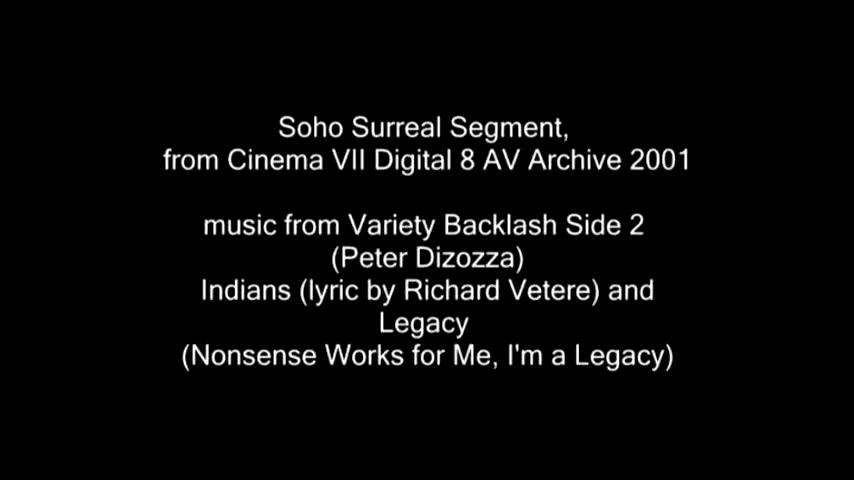 Soho Surreal Segment,
from Cinema VII Digital 8 AV Archive 2001
music from Variety Backlash Side 2
(Peter Dizozza)
Indians (lyric by Richard Vetere) and
Legacy
(Nonsense Works for Me, I'm a Legacy)